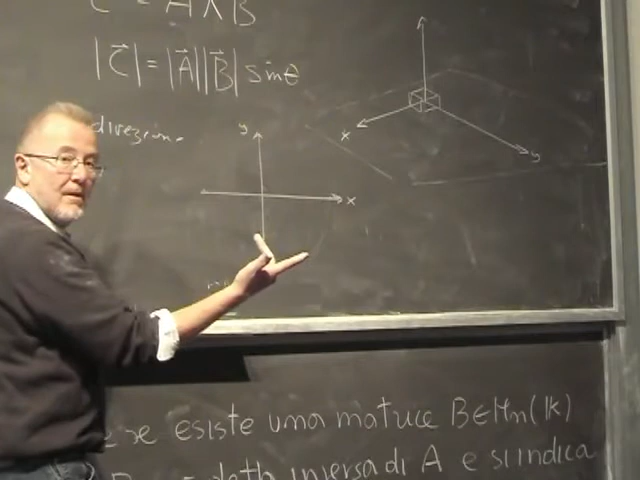 C = A ∧ B
|C⃗| = |A⃗||B⃗| sinθ
direzione
y
x
x
y
se esiste una matrice B∈Mn(K)
inversa di A e si indica